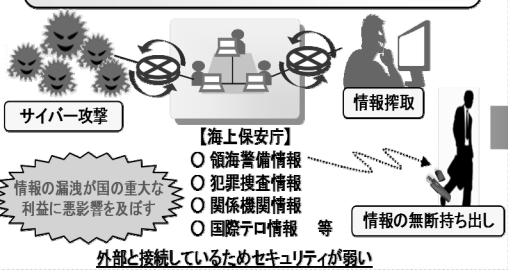 サイバー攻撃
情報搾取
【海上保安庁】
○ 領海警備情報
○ 犯罪捜査情報
○ 関係機関情報
○ 国際テロ情報 等
情報の漏洩が国の重大な
利益に悪影響を及ぼす
情報の無断持ち出し
外部と接続しているためセキュリティが弱い